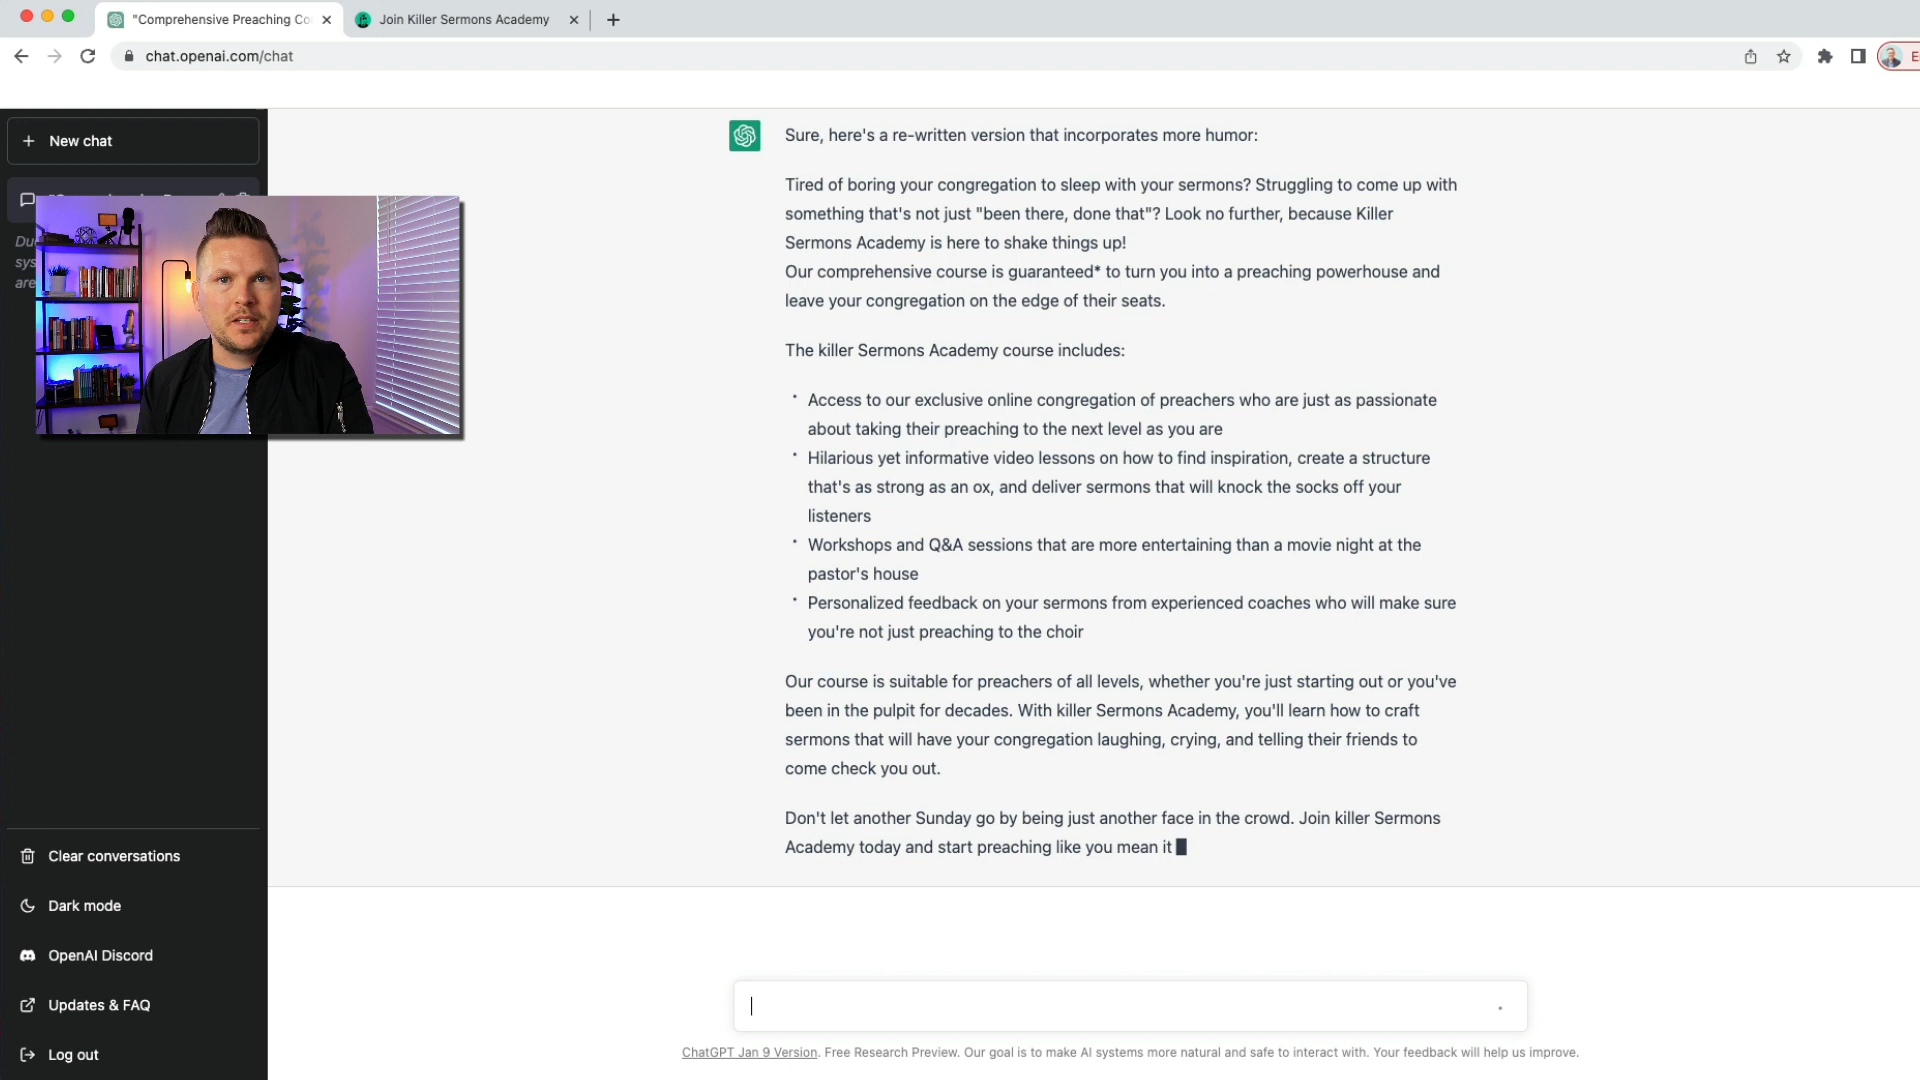 "Comprehensive Preaching Co
Join Killer Sermons Academy
chat.openai.com/chat
E
New chat
Du
sys
are
Sure, here's a re-written version that incorporates more humor:
Tired of boring your congregation to sleep with your sermons? Struggling to come up with
something that's not just "been there, done that"? Look no further, because Killer
Sermons Academy is here to shake things up!
Our comprehensive course is guaranteed* to turn you into a preaching powerhouse and
leave your congregation on the edge of their seats.
The killer Sermons Academy course includes:
• Access to our exclusive online congregation of preachers who are just as passionate
about taking their preaching to the next level as you are
• Hilarious yet informative video lessons on how to find inspiration, create a structure
that's as strong as an ox, and deliver sermons that will knock the socks off your
listeners
• Workshops and Q&A sessions that are more entertaining than a movie night at the
pastor's house
• Personalized feedback on your sermons from experienced coaches who will make sure
you're not just preaching to the choir
Our course is suitable for preachers of all levels, whether you're just starting out or you've
been in the pulpit for decades. With killer Sermons Academy, you'll learn how to craft
sermons that will have your congregation laughing, crying, and telling their friends to
come check you out.
Don't let another Sunday go by being just another face in the crowd. Join killer Sermons
Academy today and start preaching like you mean it
Clear conversations
Dark mode
OpenAI Discord
Updates & FAQ
Log out
ChatGPT Jan 9 Version. Free Research Preview. Our goal is to make AI systems more natural and safe to interact with. Your feedback will help us improve.